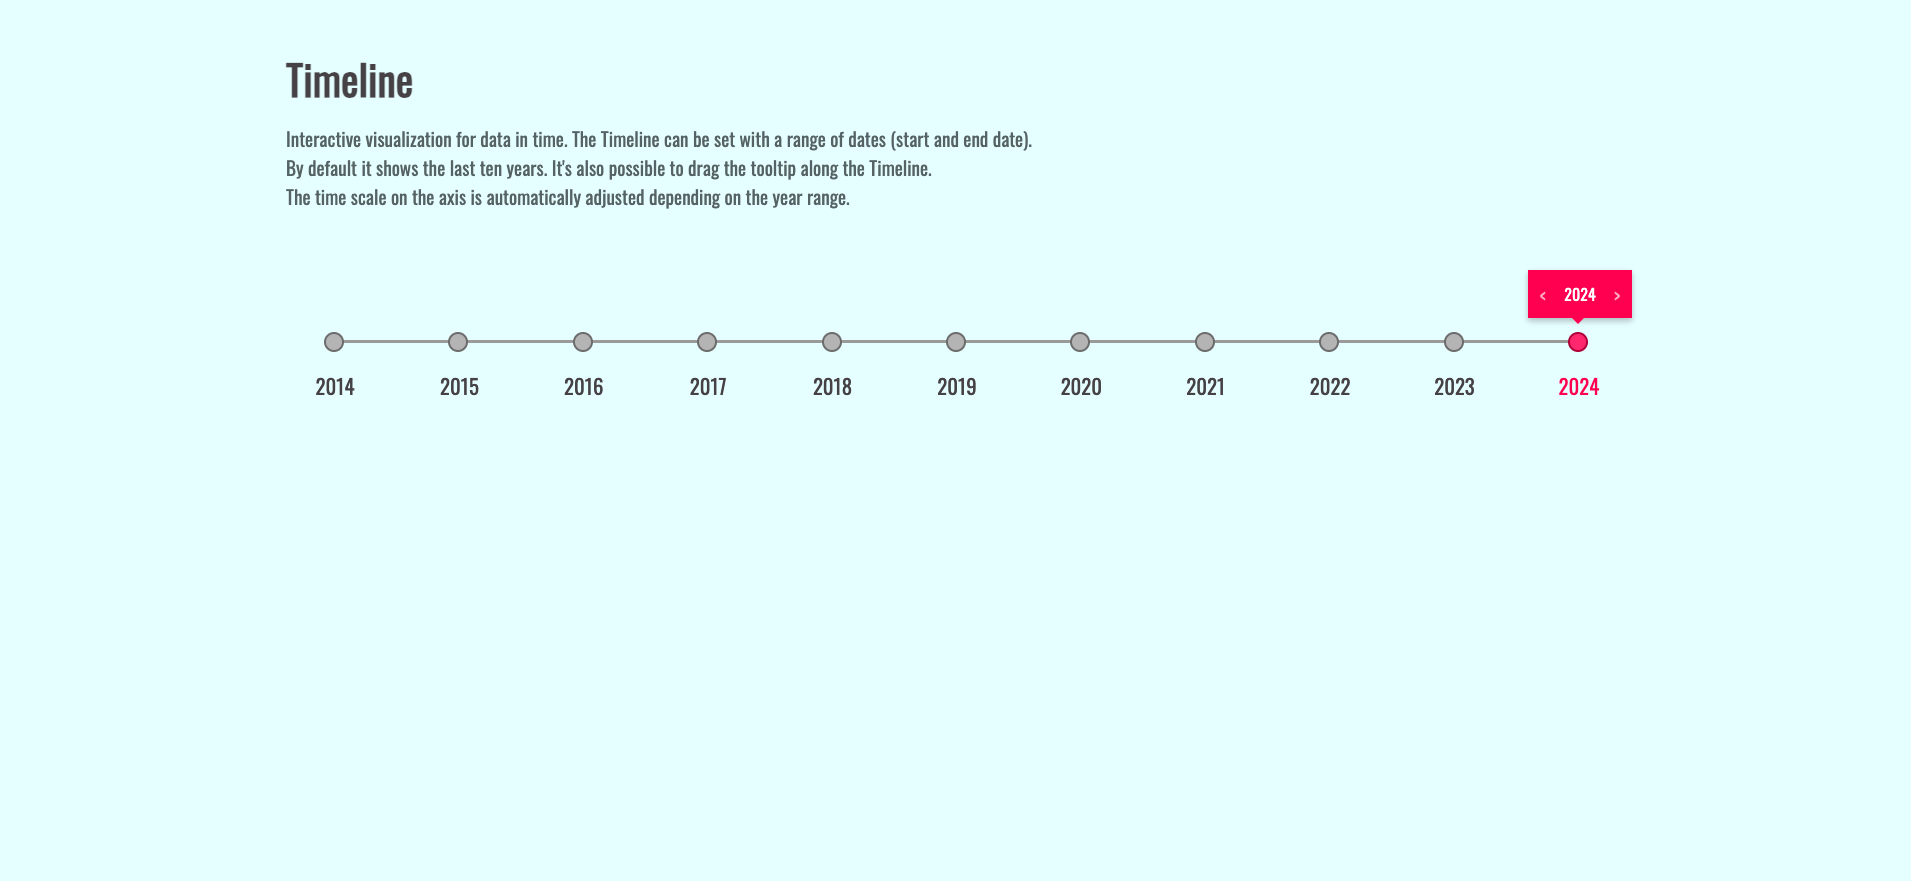 Timeline
Interactive visualization for data in time. The Timeline can be set with a range of dates (start and end date).
By default it shows the last ten years. It's also possible to drag the tooltip along the Timeline.
The time scale on the axis is automatically adjusted depending on the year range.
< 2024 >
2014 2015 2016 2017 2018 2019 2020 2021 2022 2023 2024